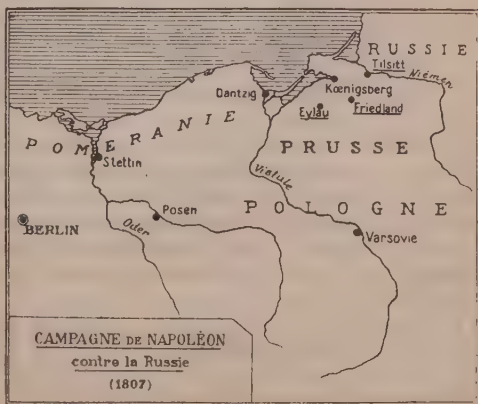 RUSSIE
TILSITT
Niémen
Dantzig
Kœnigsberg
Eylau
Friedland
POMERANIE
Stettin
PRUSSE
Vistule
Posen
POLOGNE
BERLIN
Oder
Varsovie
CAMPAGNE DE NAPOLÉON
contre la Russie
(1807)